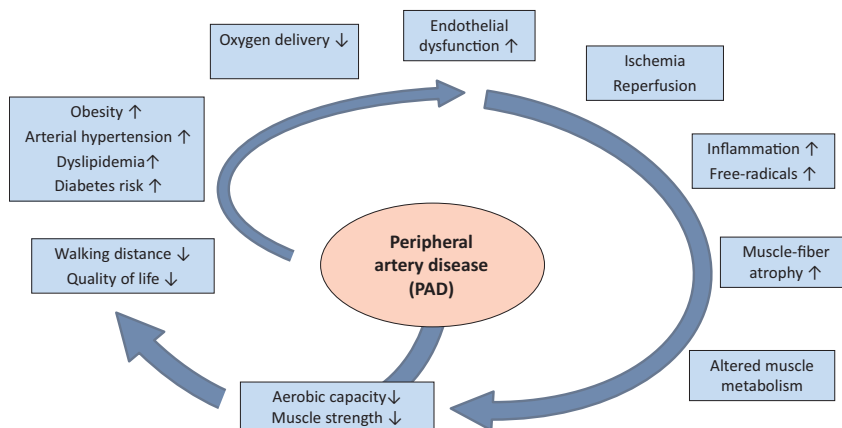 Oxygen delivery ↓
Endothelial
dysfunction ↑
Ischemia
Reperfusion
Obesity ↑
Arterial hypertension ↑
Dyslipidemia↑
Diabetes risk ↑
Inflammation ↑
Free-radicals ↑
Walking distance ↓
Quality of life ↓
Peripheral
artery disease
(PAD)
Muscle-fiber
atrophy ↑
Altered muscle
metabolism
Aerobic capacity↓
Muscle strength ↓